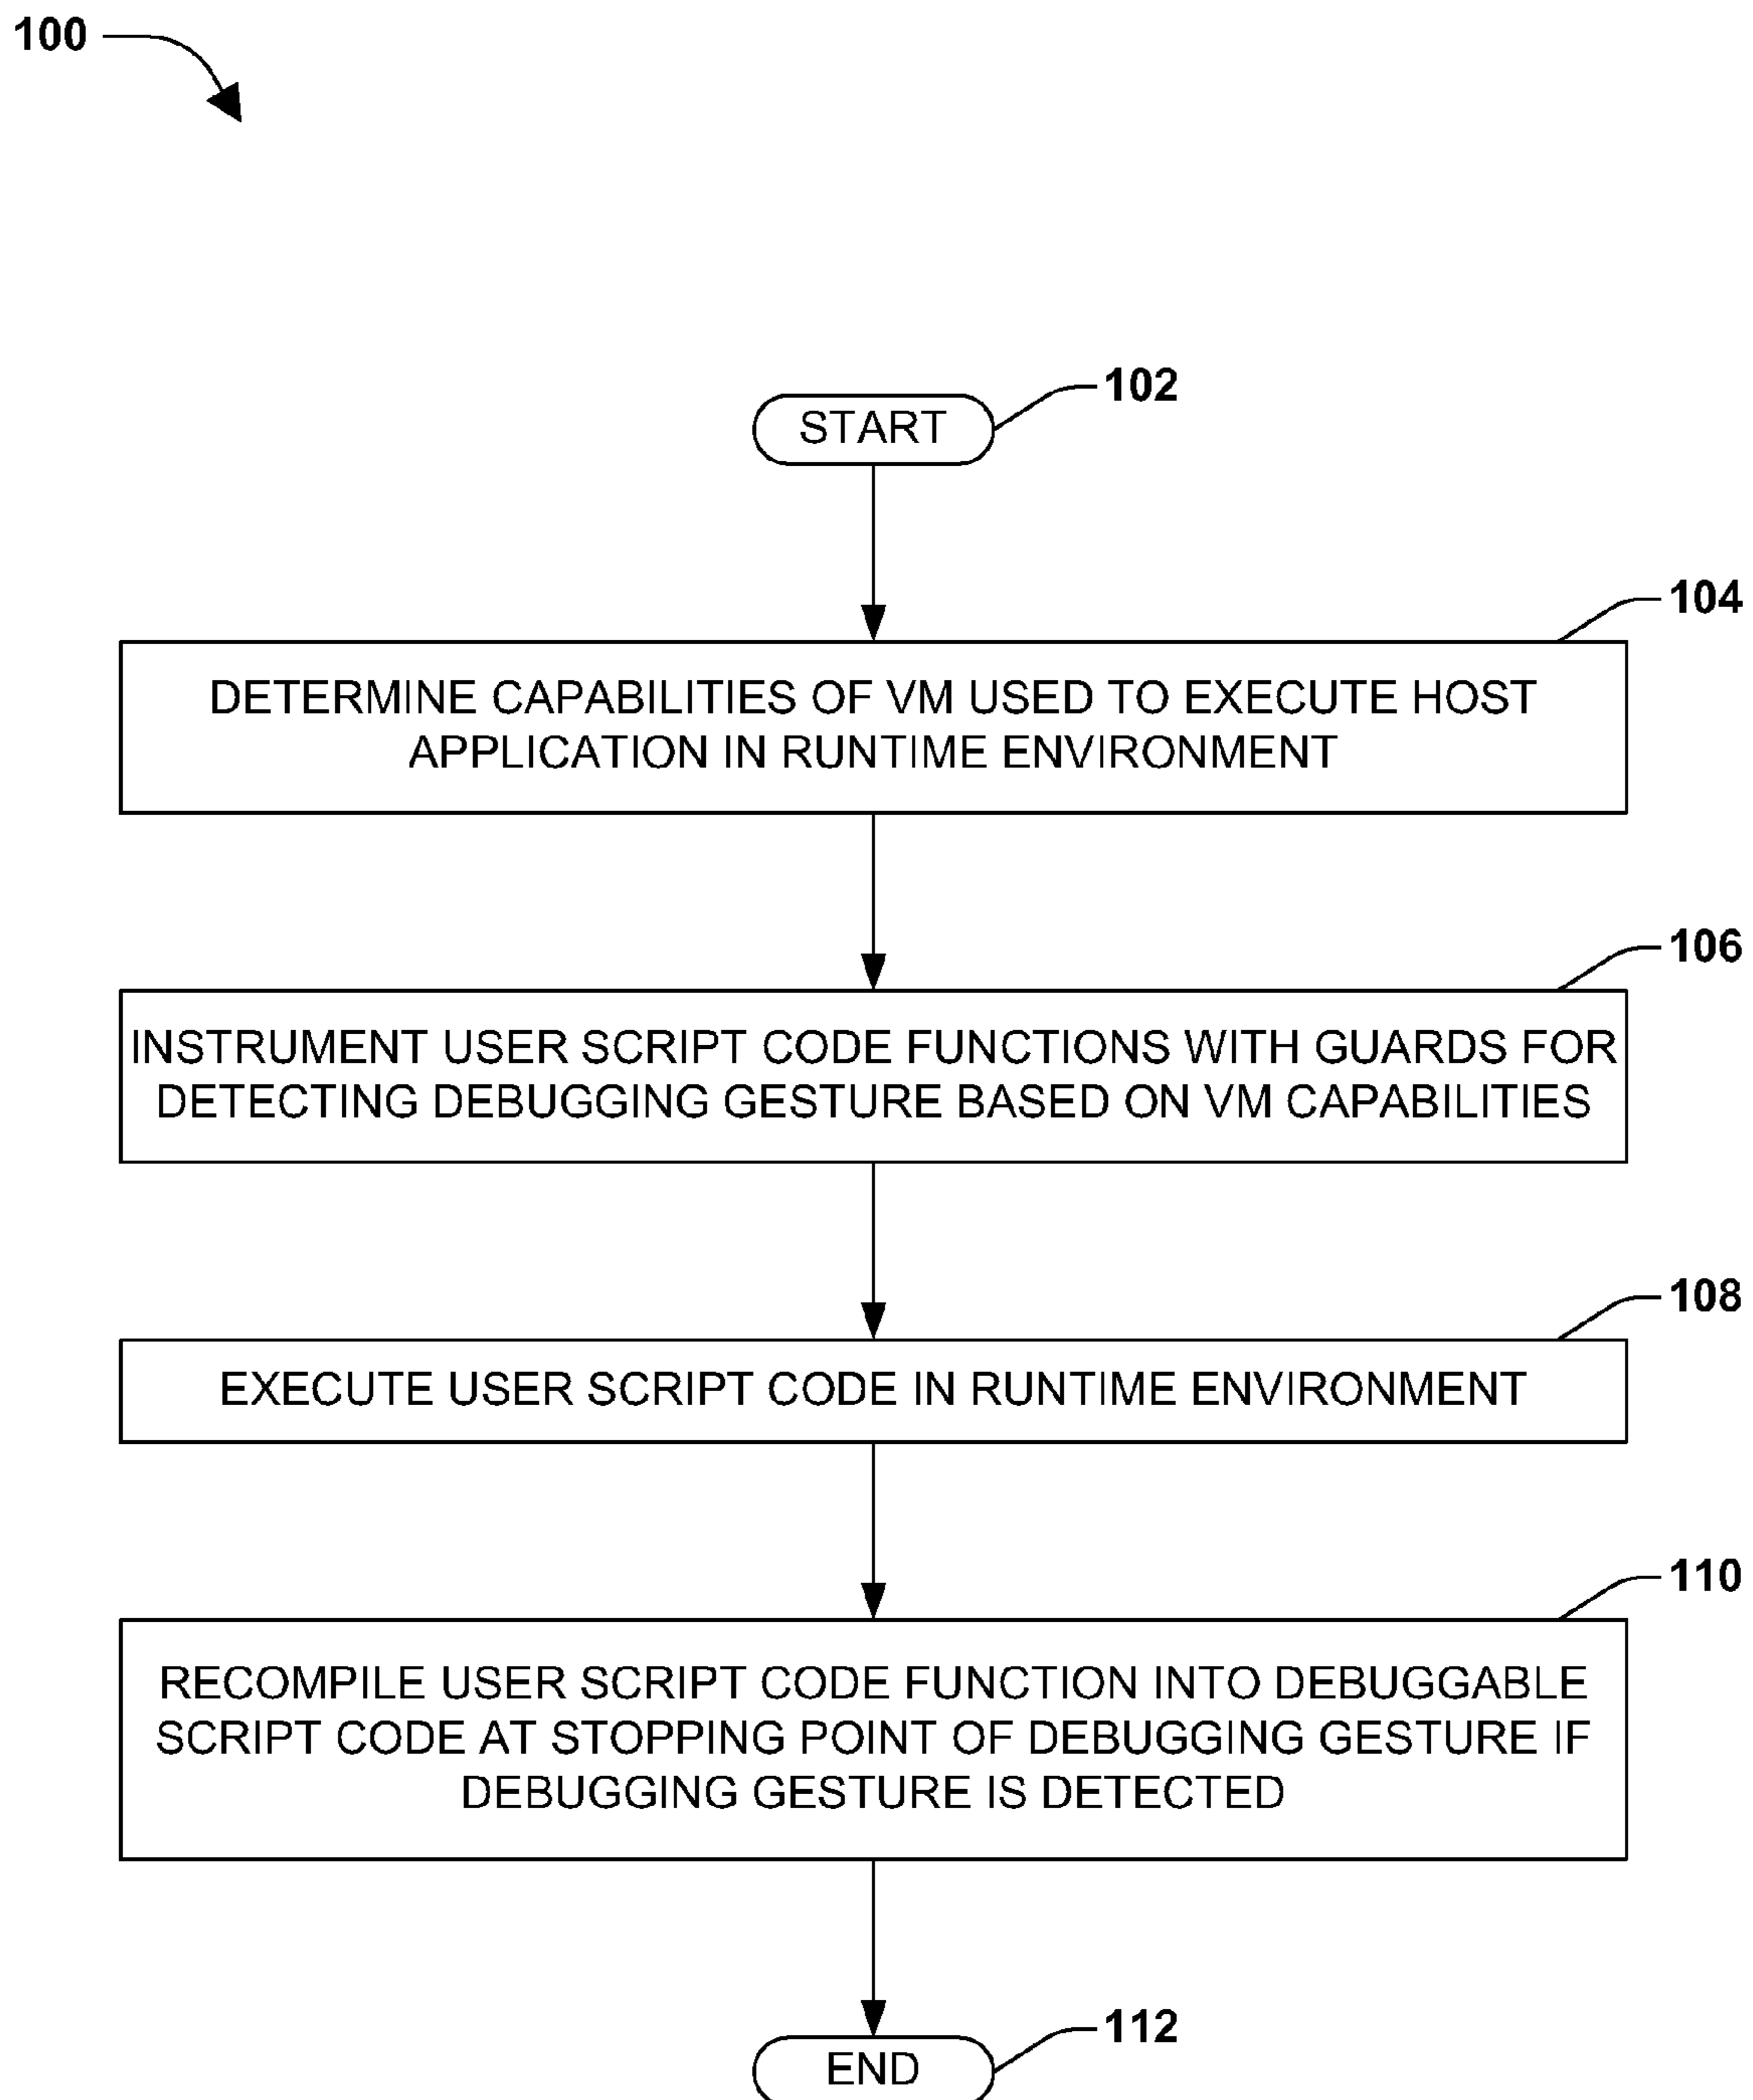 100
102
START
104
DETERMINE CAPABILITIES OF VM USED TO EXECUTE HOST
APPLICATION IN RUNTIME ENVIRONMENT
106
INSTRUMENT USER SCRIPT CODE FUNCTIONS WITH GUARDS FOR
DETECTING DEBUGGING GESTURE BASED ON VM CAPABILITIES
108
EXECUTE USER SCRIPT CODE IN RUNTIME ENVIRONMENT
110
RECOMPILE USER SCRIPT CODE FUNCTION INTO DEBUGGABLE
SCRIPT CODE AT STOPPING POINT OF DEBUGGING GESTURE IF
DEBUGGING GESTURE IS DETECTED
112
END